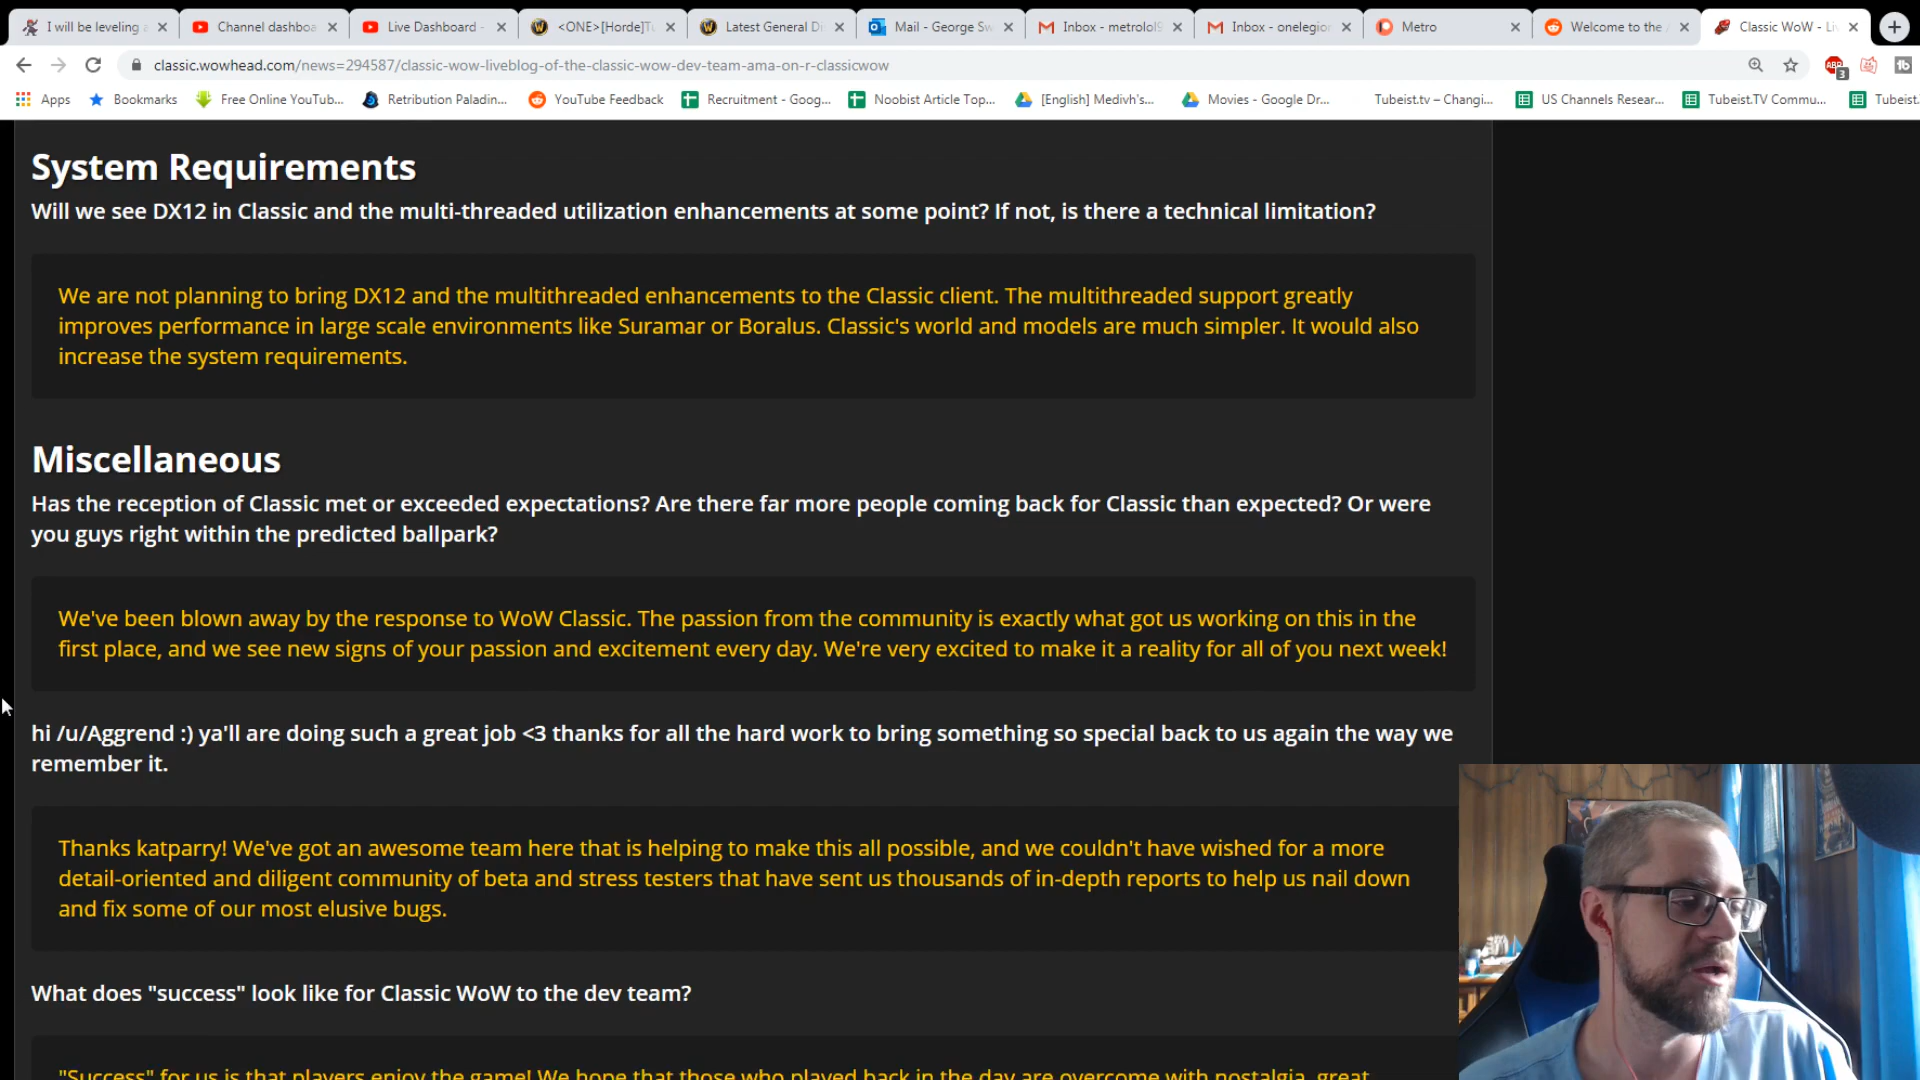 I will be leveling a
Channel dashboa
Live Dashboard -
<ONE>[Horde]Tu
Latest General Di
Mail - George Sw
Inbox - metrolol9
Inbox - onelegion
Metro
Welcome to the A
Classic WoW - Li
classic.wowhead.com/news=294587/classic-wow-liveblog-of-the-classic-wow-dev-team-ama-on-r-classicwow
ABP
3
tb
Apps
Bookmarks
Free Online YouTub...
Retribution Paladin...
YouTube Feedback
Recruitment - Goog...
Noobist Article Top...
[English] Medivh's...
Movies - Google Dr...
Tubeist.tv – Changi...
US Channels Resear...
Tubeist.TV Commu...
Tubeist.
System Requirements
Will we see DX12 in Classic and the multi-threaded utilization enhancements at some point? If not, is there a technical limitation?
We are not planning to bring DX12 and the multithreaded enhancements to the Classic client. The multithreaded support greatly
improves performance in large scale environments like Suramar or Boralus. Classic's world and models are much simpler. It would also
increase the system requirements.
Miscellaneous
Has the reception of Classic met or exceeded expectations? Are there far more people coming back for Classic than expected? Or were
you guys right within the predicted ballpark?
We've been blown away by the response to WoW Classic. The passion from the community is exactly what got us working on this in the
first place, and we see new signs of your passion and excitement every day. We're very excited to make it a reality for all of you next week!
hi /u/Aggrend :) ya'll are doing such a great job <3 thanks for all the hard work to bring something so special back to us again the way we
remember it.
Thanks katparry! We've got an awesome team here that is helping to make this all possible, and we couldn't have wished for a more
detail-oriented and diligent community of beta and stress testers that have sent us thousands of in-depth reports to help us nail down
and fix some of our most elusive bugs.
What does "success" look like for Classic WoW to the dev team?
"Success" for us is that players enjoy the game! We hope that those who played back in the day are overcome with nostalgia, great